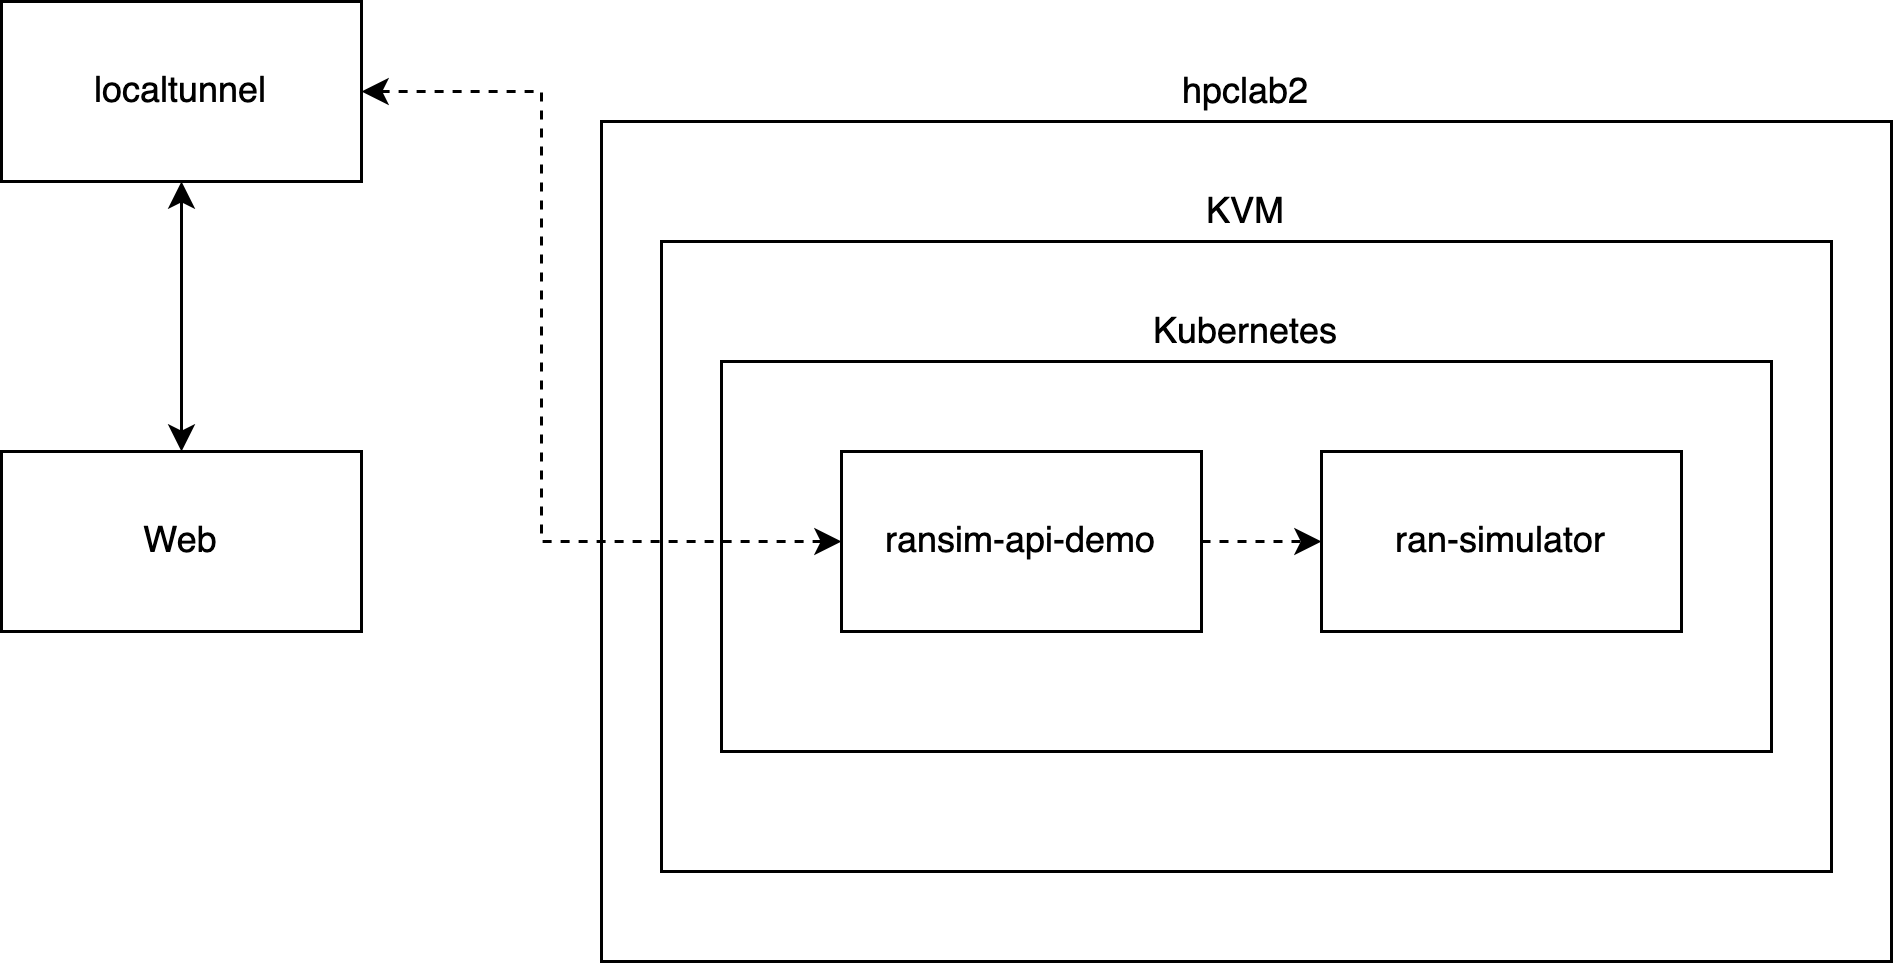 localtunnel
hpclab2
KVM
Kubernetes
Web
ransim-api-demo
ran-simulator